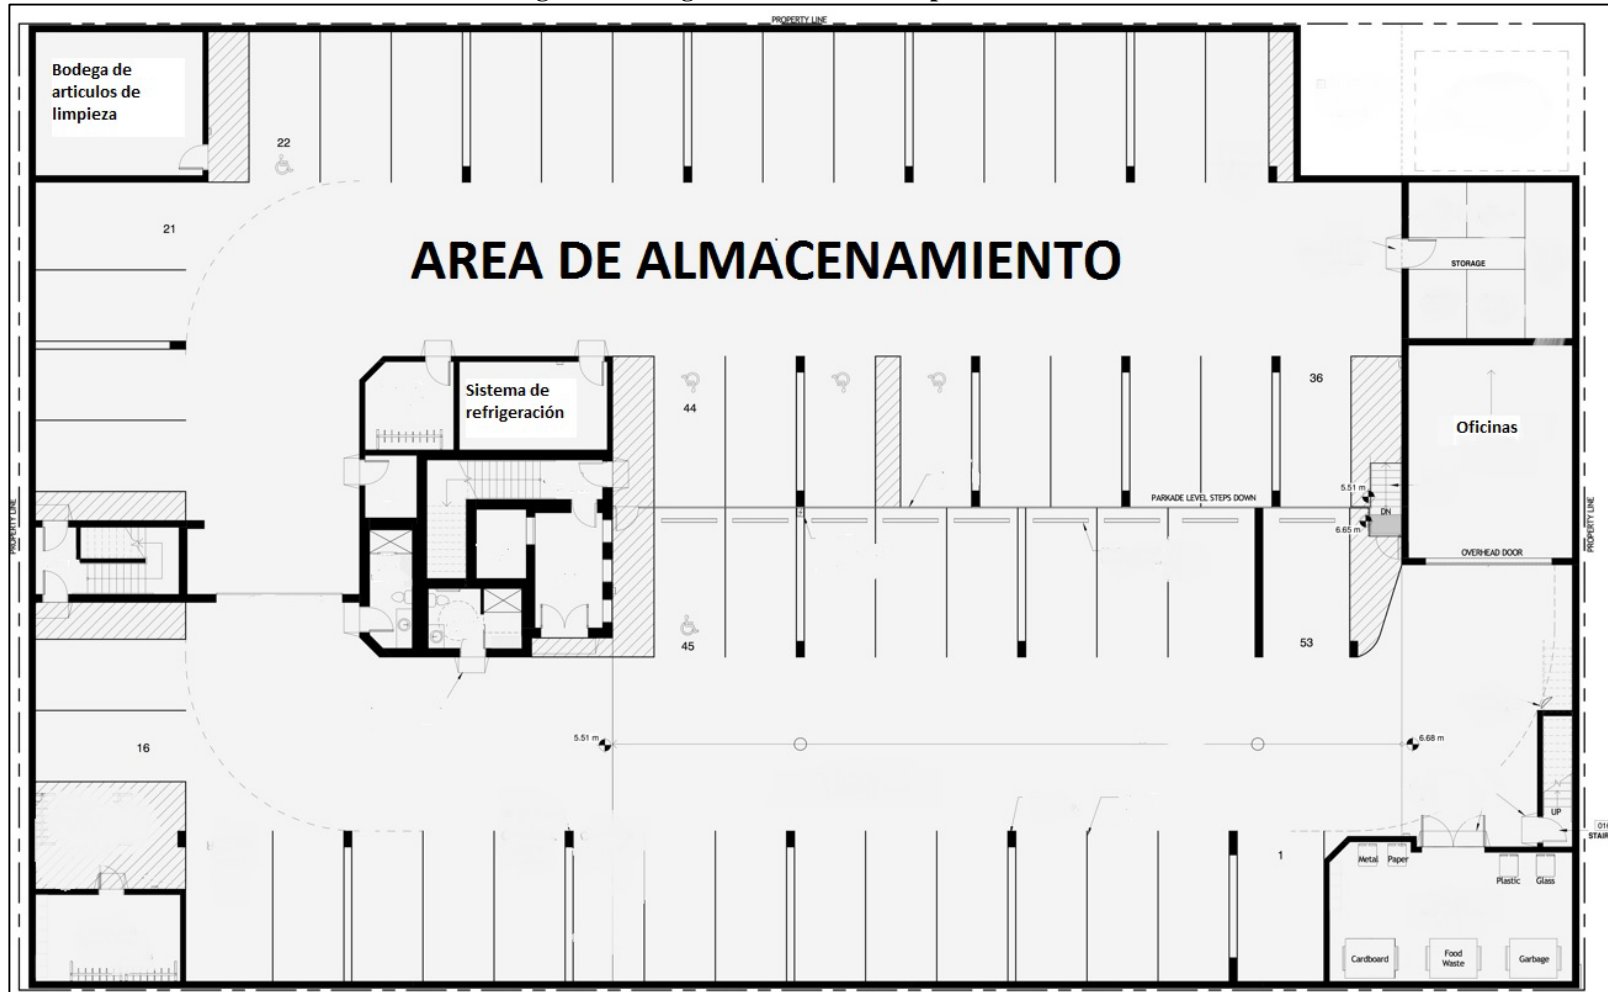 PROPERTY LINE
Bodega de
articulos de
limpieza
22
21
AREA DE ALMACENAMIENTO
STORAGE
Sistema de
refrigeración
44
36
Oficinas
5.51 m
PARKADE LEVEL STEPS DOWN
DN
6.65 m
PROPERTY LINE
PROPERTY LINE
OVERHEAD DOOR
45
53
16
5.51 m
6.68 m
UP
STAIR
1
Metal
Paper
Plastic
Glass
Cardboard
Food
Waste
Garbage